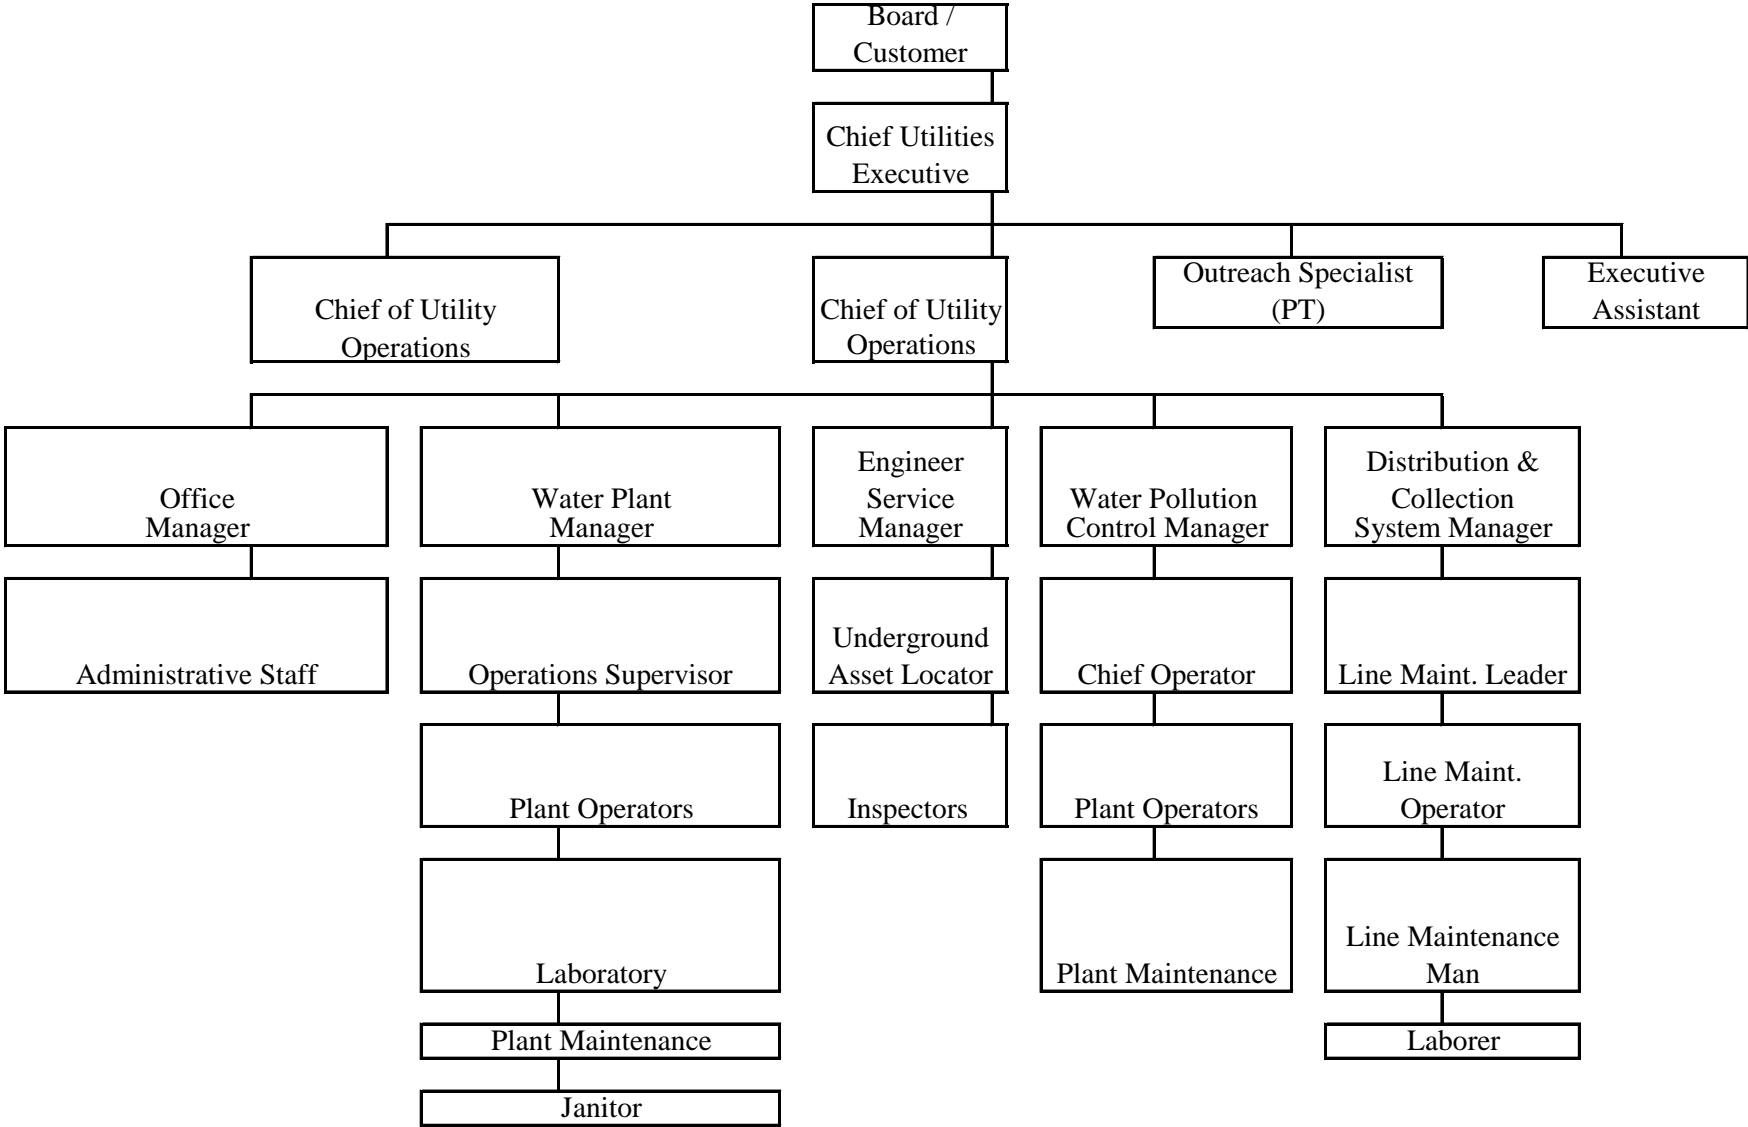 Board /
Customer
Chief Utilities
Executive
Chief of Utility
Operations
Chief of Utility
Operations
Outreach Specialist
(PT)
Executive
Assistant
Office
Manager
Water Plant
Manager
Engineer
Service
Manager
Water Pollution
Control Manager
Distribution &
Collection
System Manager
Administrative Staff
Operations Supervisor
Underground
Asset Locator
Chief Operator
Line Maint. Leader
Plant Operators
Inspectors
Plant Operators
Line Maint.
Operator
Laboratory
Plant Maintenance
Line Maintenance
Man
Plant Maintenance
Laborer
Janitor